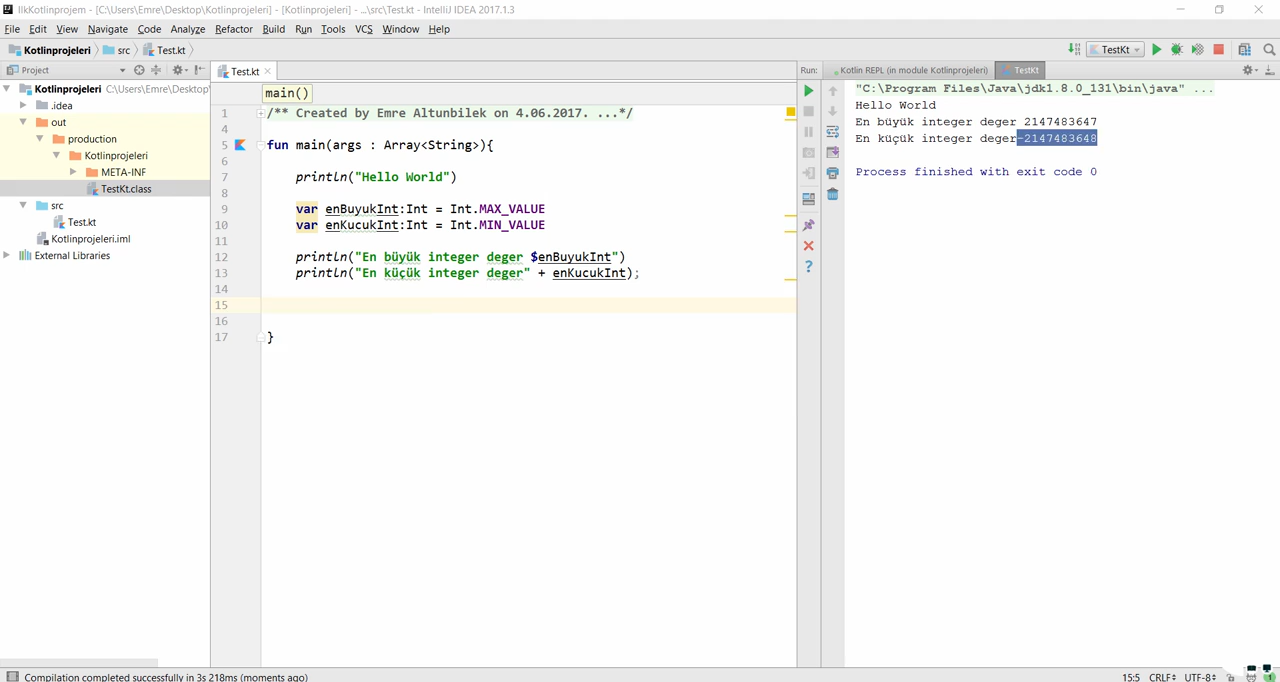 IlkKotlinprojem - [C:\Users\Emre\Desktop\Kotlinprojeleri] - [Kotlinprojeleri] - ...\src\Test.kt - IntelliJ IDEA 2017.1.3
File Edit View Navigate Code Analyze Refactor Build Run Tools VCS Window Help
Kotlinprojeleri src Test.kt TestKt
Project Test.kt Run: Kotlin REPL (in module Kotlinprojeleri) TestKt
Kotlinprojeleri C:\Users\Emre\Desktop\
.idea
out
production
Kotlinprojeleri
META-INF
TestKt.class
src
Test.kt
Kotlinprojeleri.iml
External Libraries
main()
1 /** Created by Emre Altunbilek on 4.06.2017. ...*/
4
5 fun main(args : Array<String>){
6
7 println("Hello World")
8
9 var enBuyukInt:Int = Int.MAX_VALUE
10 var enKucukInt:Int = Int.MIN_VALUE
11
12 println("En büyük integer deger $enBuyukInt")
13 println("En küçük integer deger" + enKucukInt);
14
15
16
17 }
"C:\Program Files\Java\jdk1.8.0_131\bin\java" ...
Hello World
En büyük integer deger 2147483647
En küçük integer deger-2147483648
Process finished with exit code 0
Compilation completed successfully in 3s 218ms (moments ago) 15:5 CRLF UTF-8 1